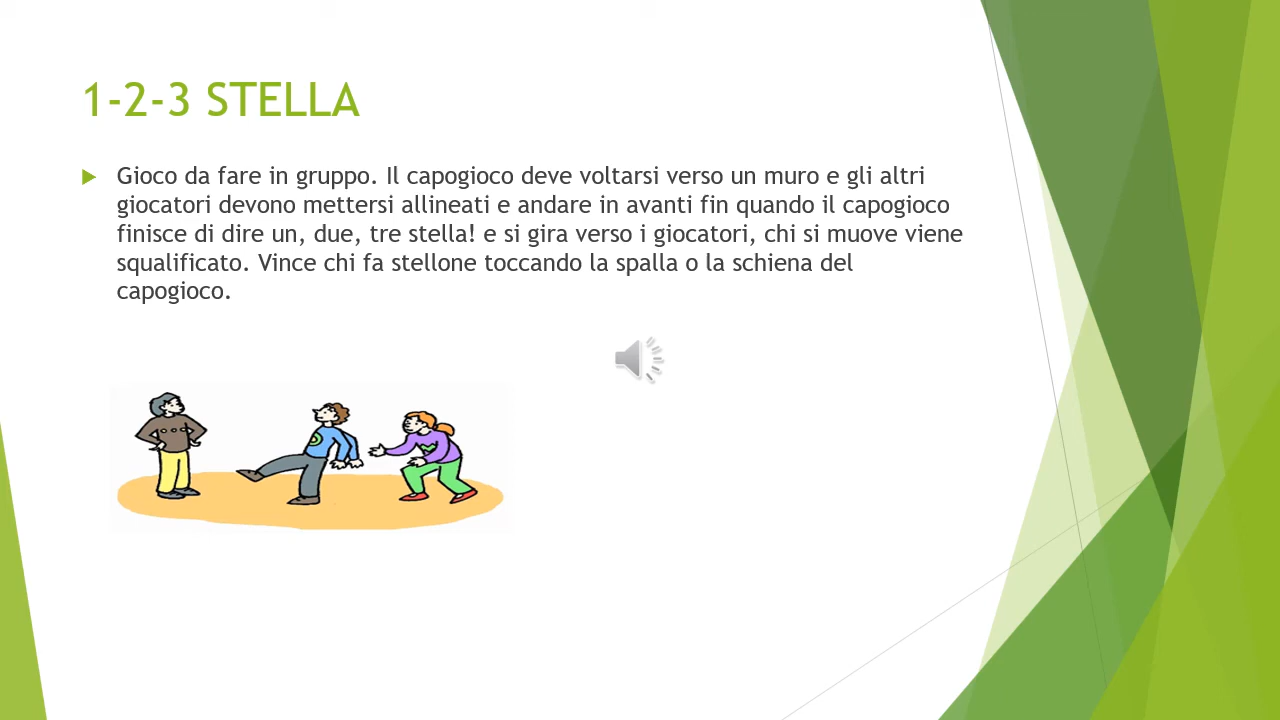 1-2-3 STELLA
Gioco da fare in gruppo. Il capogioco deve voltarsi verso un muro e gli altri
giocatori devono mettersi allineati e andare in avanti fin quando il capogioco
finisce di dire un, due, tre stella! e si gira verso i giocatori, chi si muove viene
squalificato. Vince chi fa stellone toccando la spalla o la schiena del
capogioco.